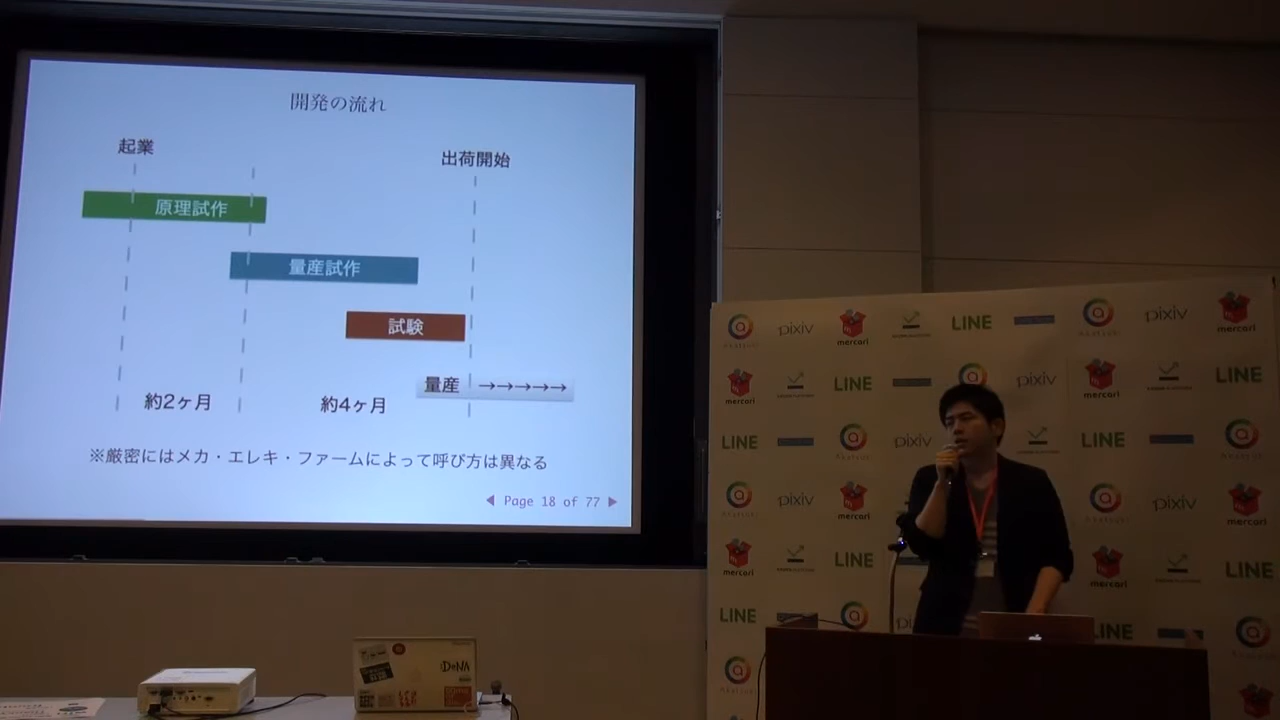 開発の流れ
起業
出荷開始
原理試作
量産試作
試験
量産 →→→→→
約2ヶ月
約4ヶ月
※厳密にはメカ・エレキ・ファームによって呼び方は異なる
◀ Page 18 of 77 ▶
pixiv
mercari
LINE
pixiv
mercari
mercari
LINE
pixiv
mercari
LINE
LINE
pixiv
LINE
pixiv
mercari
LINE
pixiv
mercari
mercari
LINE
mercari
LINE
LINE
DeNA